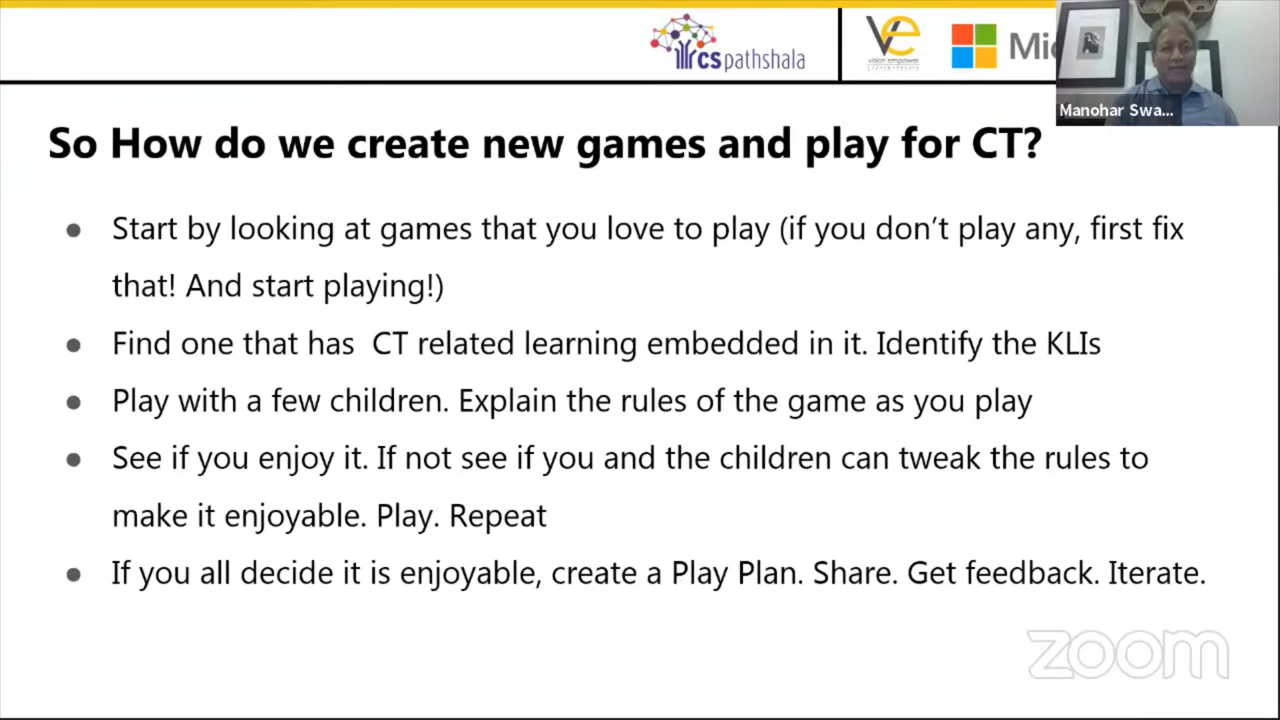 cspathshala
Ve
vision empower
Mic
Manohar Swa...
So How do we create new games and play for CT?
● Start by looking at games that you love to play (if you don't play any, first fix
that! And start playing!)
● Find one that has CT related learning embedded in it. Identify the KLIs
● Play with a few children. Explain the rules of the game as you play
● See if you enjoy it. If not see if you and the children can tweak the rules to
make it enjoyable. Play. Repeat
● If you all decide it is enjoyable, create a Play Plan. Share. Get feedback. Iterate.
zoom